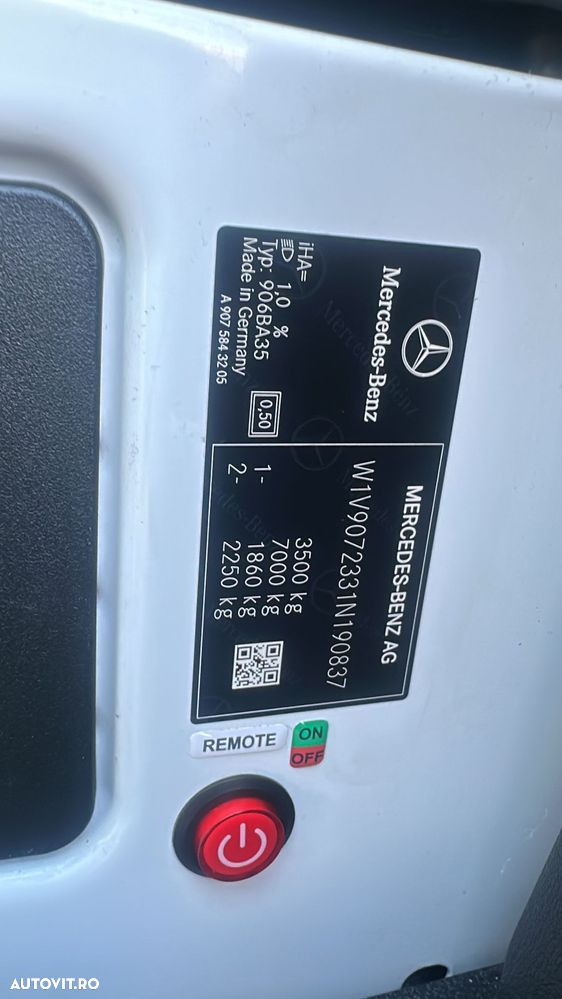 Mercedes-Benz
iHA=
1,0 %
Typ: 906BA35
Made in Germany
A 907 584 32 05
0,50
MERCEDES-BENZ AG
W1V9072331N190837
3500 kg
7000 kg
1- 1860 kg
2- 2250 kg
REMOTE
ON
OFF
AUTOVIT.RO